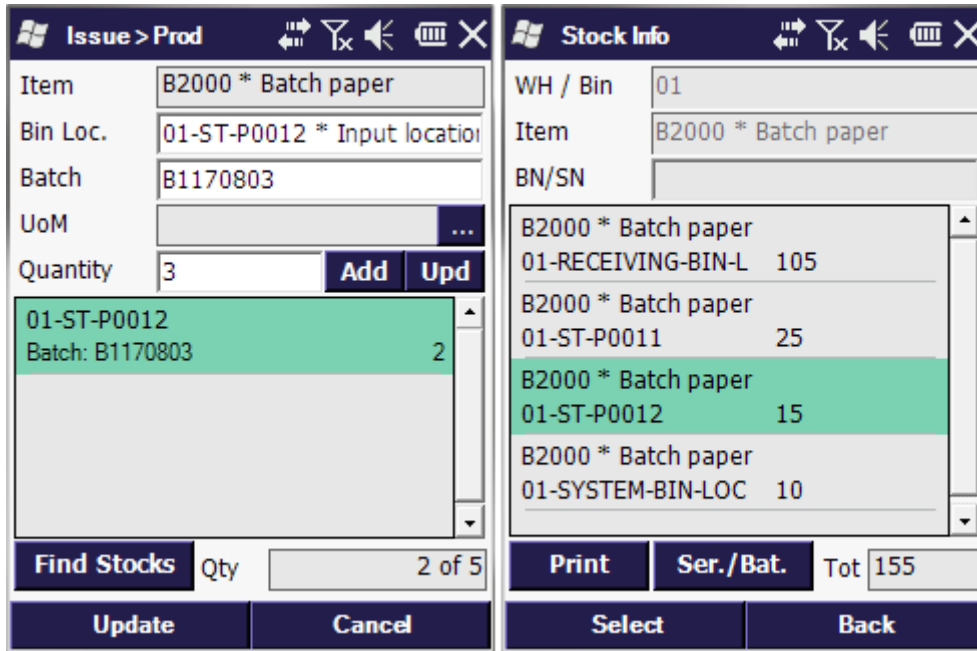 Issue > Prod
Item B2000 * Batch paper
Bin Loc. 01-ST-P0012 * Input location
Batch B1170803
UoM ...
Quantity 3 Add Upd
01-ST-P0012
Batch: B1170803 2
Find Stocks Qty 2 of 5
Update Cancel
Stock Info
WH / Bin 01
Item B2000 * Batch paper
BN/SN
B2000 * Batch paper
01-RECEIVING-BIN-L 105
B2000 * Batch paper
01-ST-P0011 25
B2000 * Batch paper
01-ST-P0012 15
B2000 * Batch paper
01-SYSTEM-BIN-LOC 10
Print Ser./Bat. Tot 155
Select Back